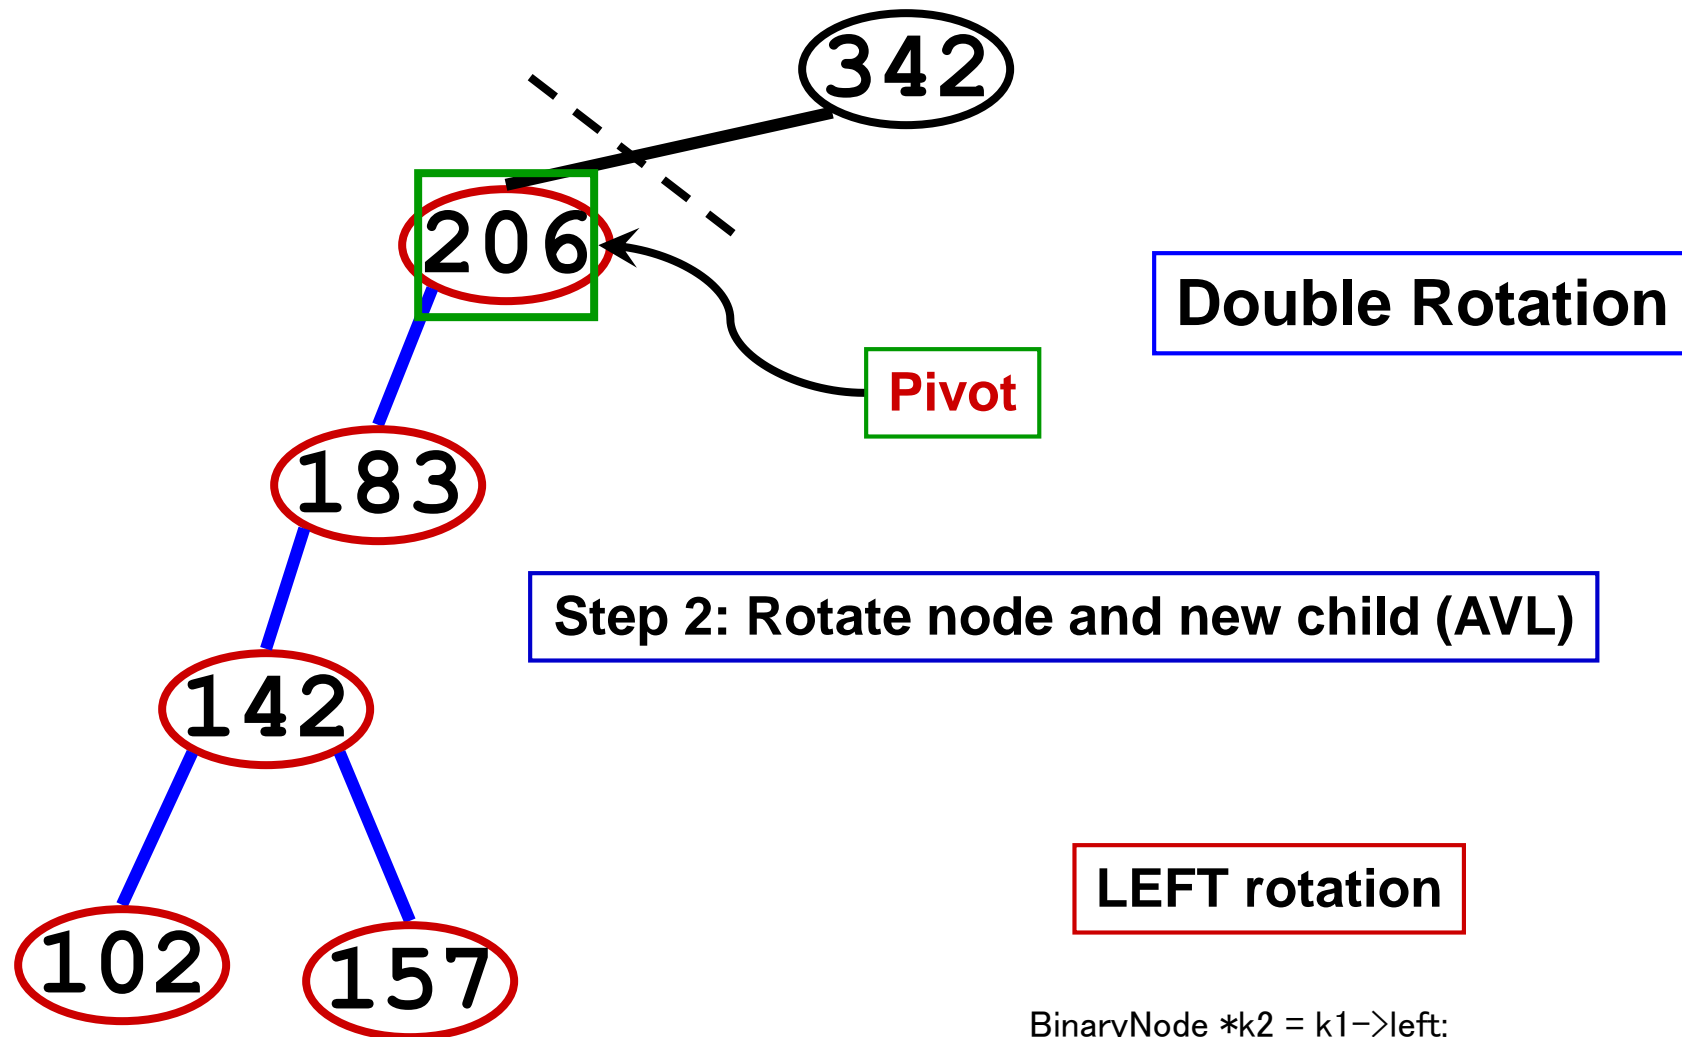 342
206
Double Rotation
Pivot
183
Step 2: Rotate node and new child (AVL)
142
LEFT rotation
102
157
BinaryNode *k2 = k1->left;